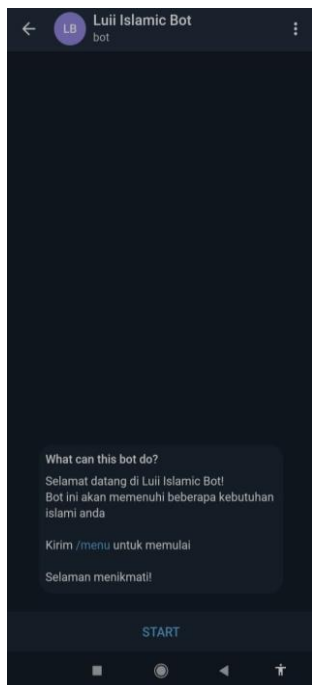 LB
Luii Islamic Bot
bot
What can this bot do?
Selamat datang di Luii Islamic Bot!
Bot ini akan memenuhi beberapa kebutuhan
islami anda
Kirim /menu untuk memulai
Selaman menikmati!
START